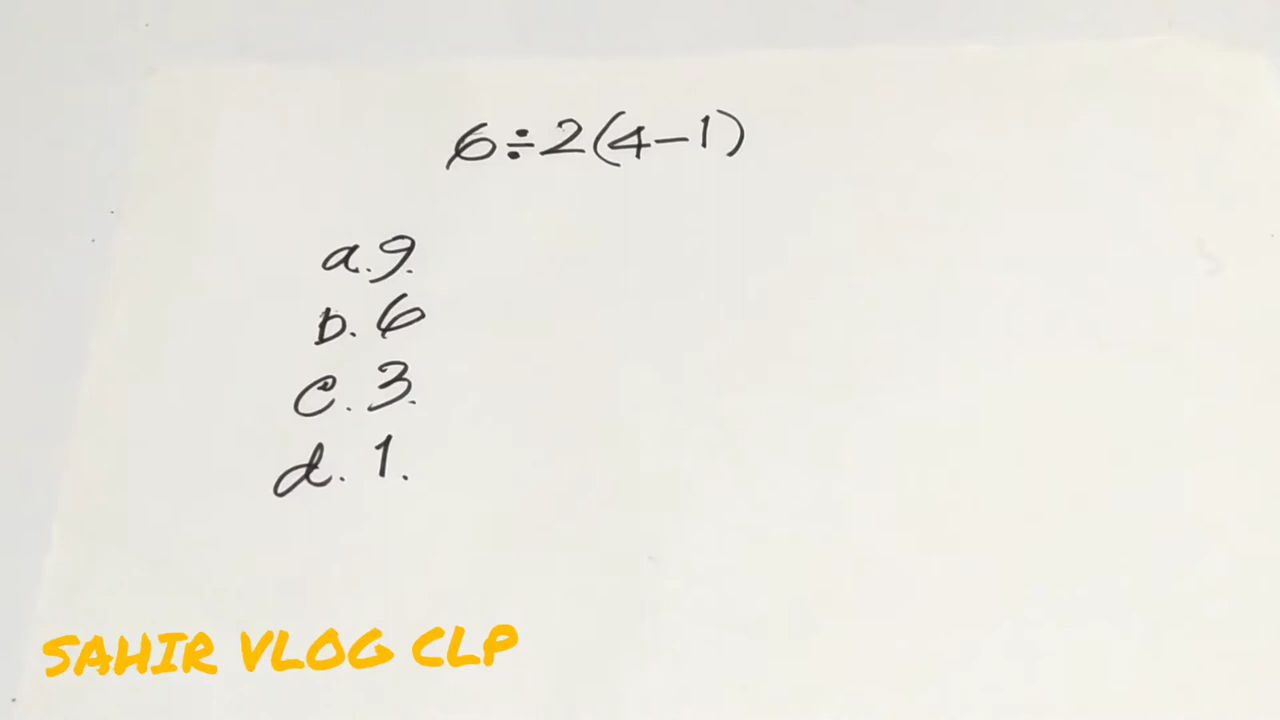 6÷2(4-1)
a. 9.
b. 6
c. 3.
d. 1.
SAHIR VLOG CLP